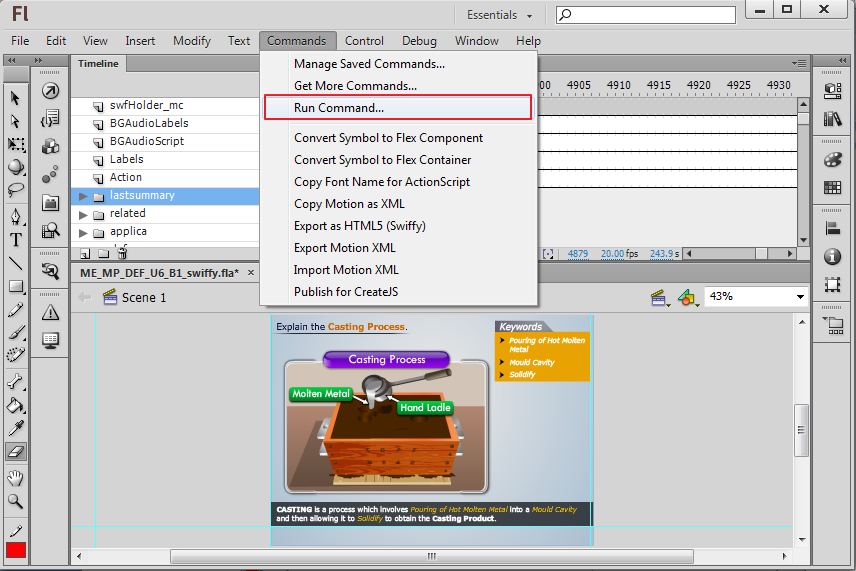 Fl
Essentials
File Edit View Insert Modify Text Commands Control Debug Window Help
Timeline
Manage Saved Commands...
Get More Commands...
Run Command...
Convert Symbol to Flex Component
Convert Symbol to Flex Container
Copy Font Name for ActionScript
Copy Motion as XML
Export as HTML5 (Swiffy)
Export Motion XML
Import Motion XML
Publish for CreateJS
4900 4905 4910 4915 4920 4925 4930
swfHolder_mc
BGAudioLabels
BGAudioScript
Labels
Action
lastsummary
related
applica
4879 20.00 fps 243.9 s
ME_MP_DEF_U6_B1_swiffy.fla* ×
Scene 1
43%
T
Explain the Casting Process.
Keywords
Pouring of Hot Molten
Metal
Mould Cavity
Solidify
Casting Process
Molten Metal
Hand Ladle
CASTING is a process which involves Pouring of Hot Molten Metal into a Mould Cavity
and then allowing it to Solidify to obtain the Casting Product.